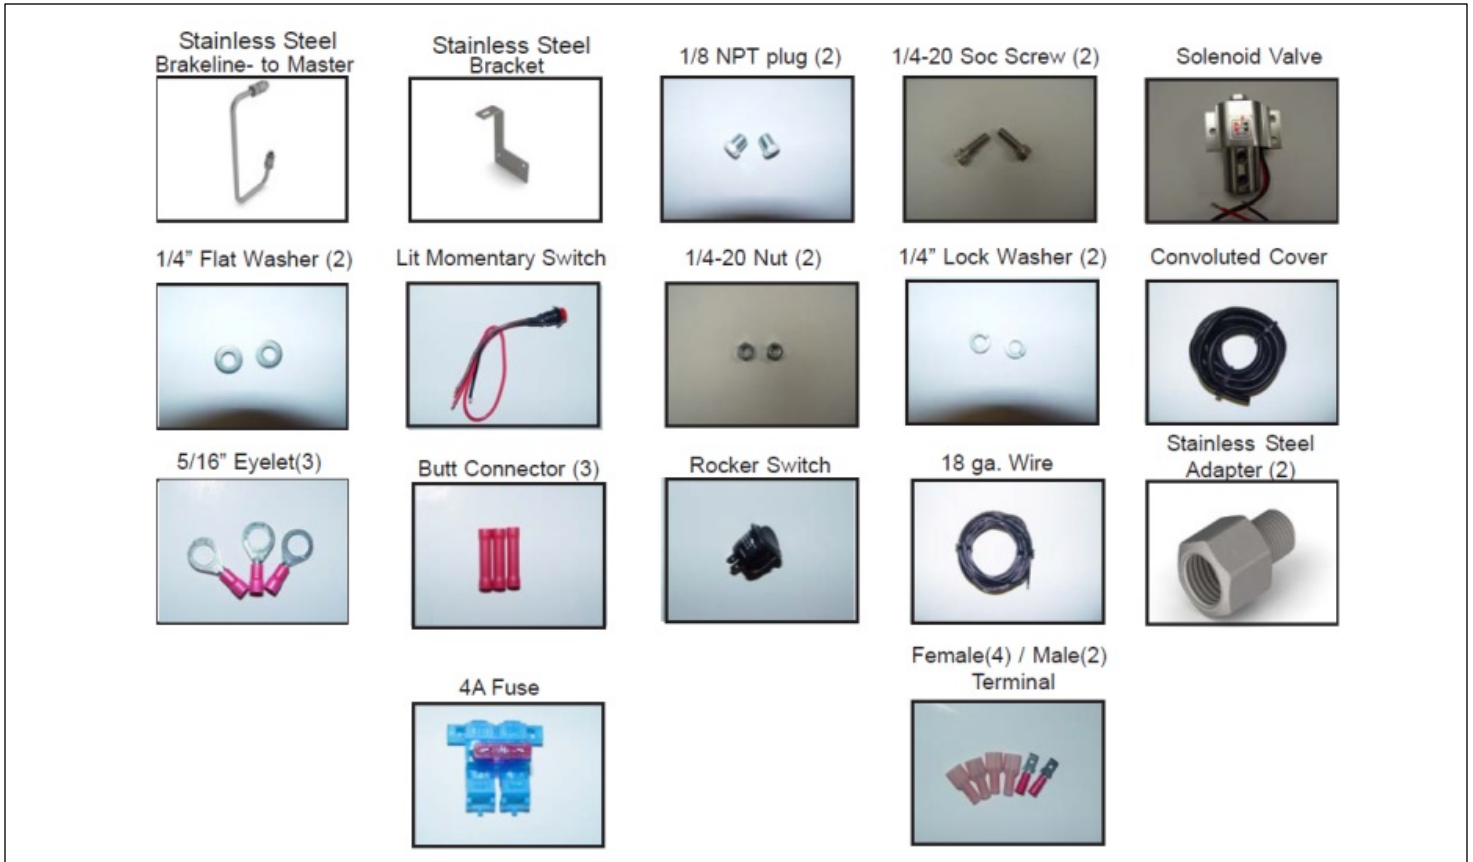 Stainless Steel
Brakeline- to Master
Stainless Steel
Bracket
1/8 NPT plug (2)
1/4-20 Soc Screw (2)
Solenoid Valve
1/4” Flat Washer (2)
Lit Momentary Switch
1/4-20 Nut (2)
1/4” Lock Washer (2)
Convoluted Cover
5/16” Eyelet(3)
Butt Connector (3)
Rocker Switch
18 ga. Wire
Stainless Steel
Adapter (2)
4A Fuse
Female(4) / Male(2)
Terminal